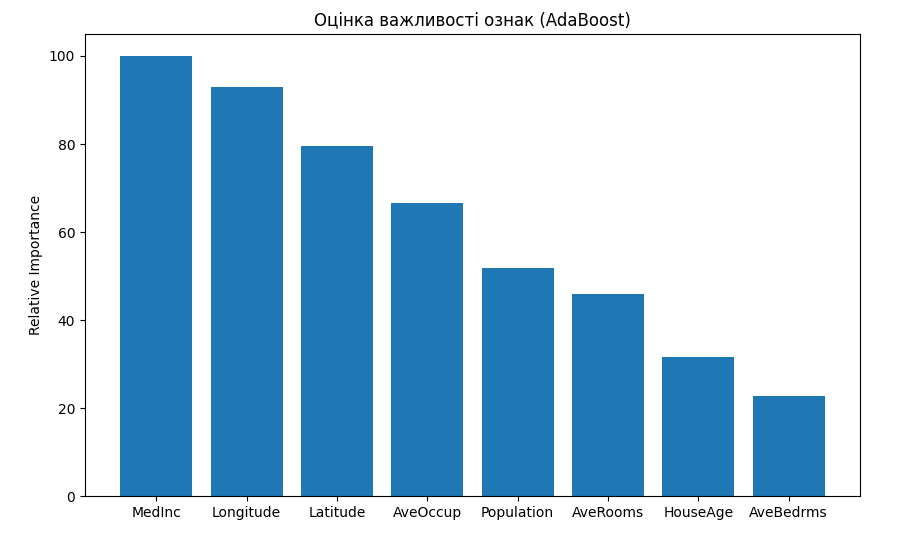 Оцінка важливості ознак (AdaBoost)
Relative Importance
100
80
60
40
20
0
MedInc Longitude Latitude AveOccup Population AveRooms HouseAge AveBedrms